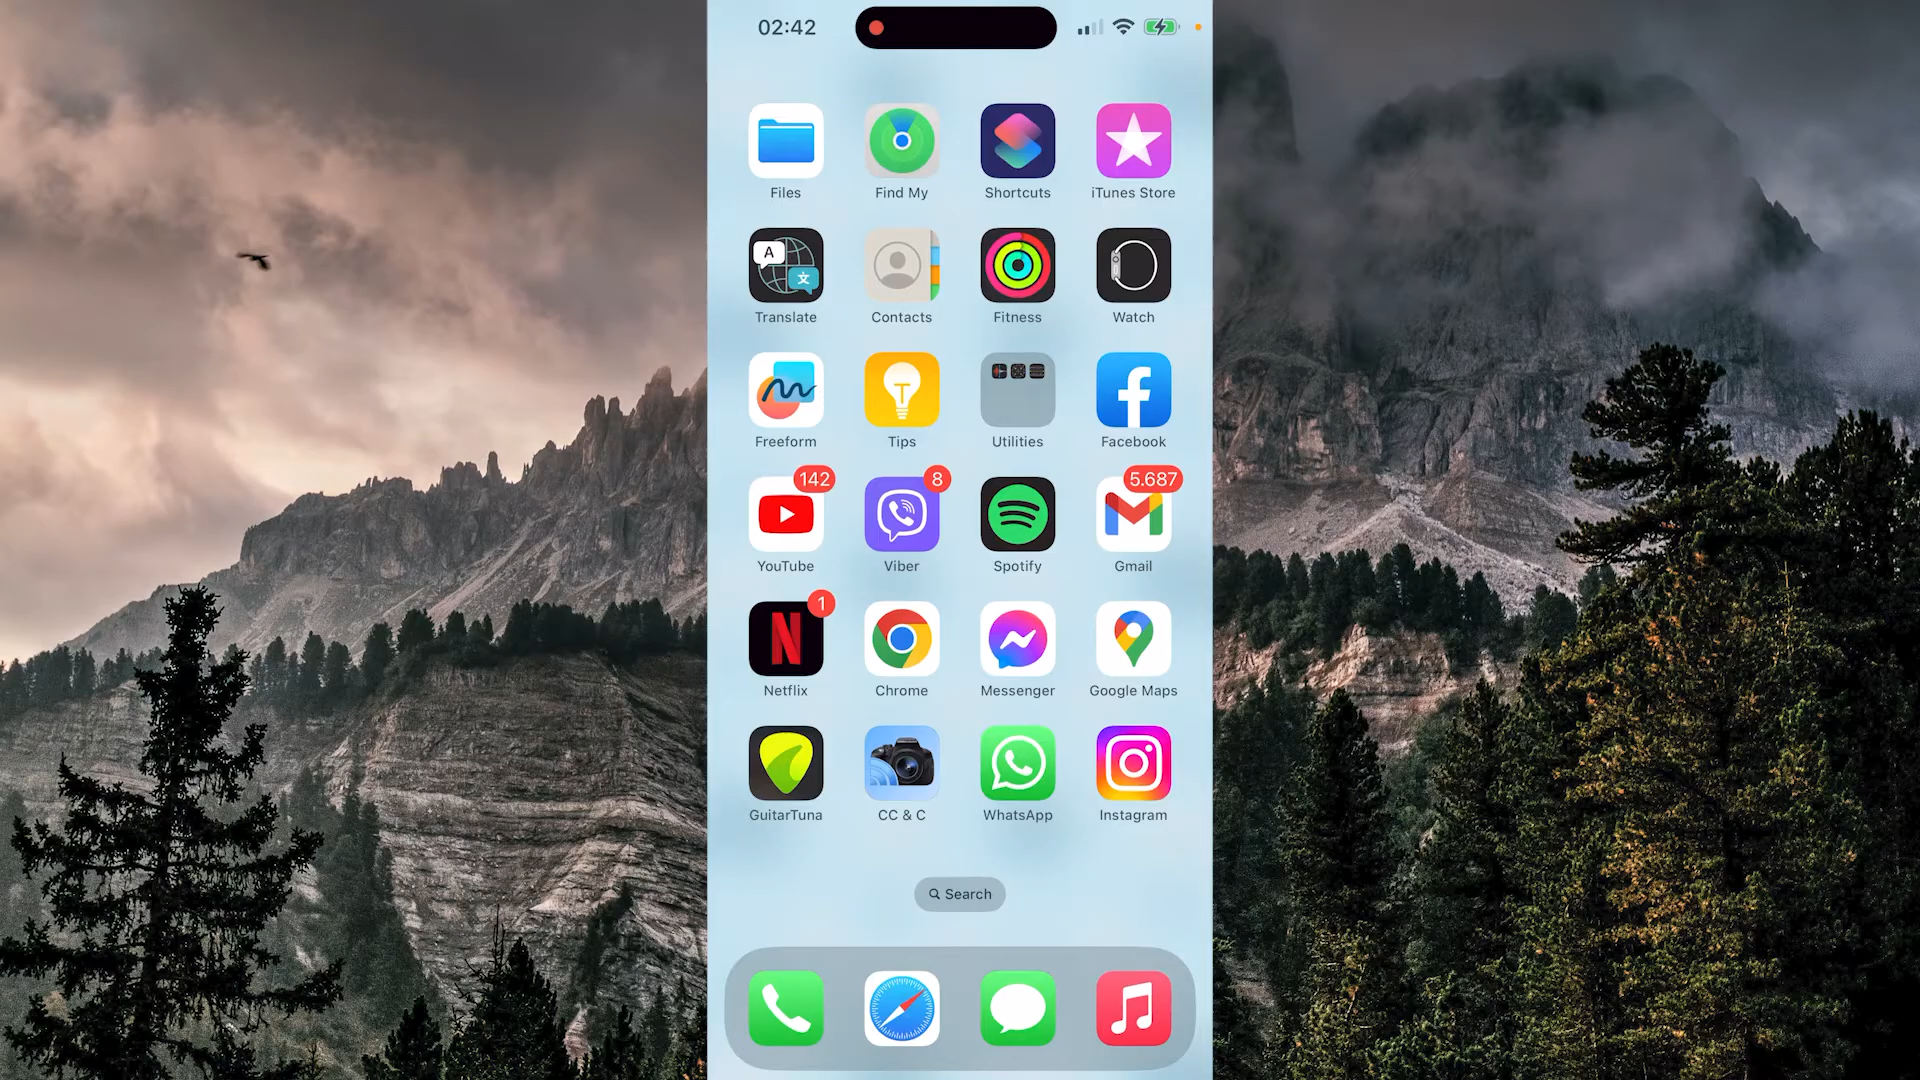 02:42
Files Find My Shortcuts iTunes Store
A 文
Translate Contacts Fitness Watch
Freeform Tips Utilities Facebook
142 8 5.687
YouTube Viber Spotify Gmail
1
Netflix Chrome Messenger Google Maps
GuitarTuna CC & C WhatsApp Instagram
Search